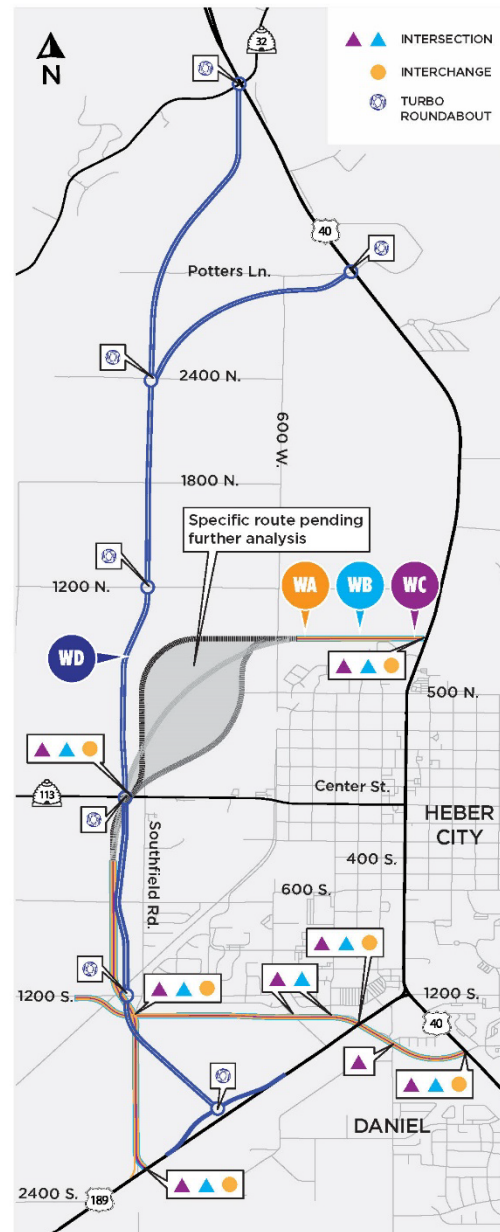 32
INTERSECTION
INTERCHANGE
TURBO
ROUNDABOUT
N
40
Potters Ln.
2400 N.
600 W.
1800 N.
Specific route pending
further analysis
1200 N.
WA
WB
WC
WD
500 N.
113
Center St.
HEBER
CITY
Southfield Rd.
400 S.
600 S.
1200 S.
1200 S.
40
DANIEL
2400 S.
189